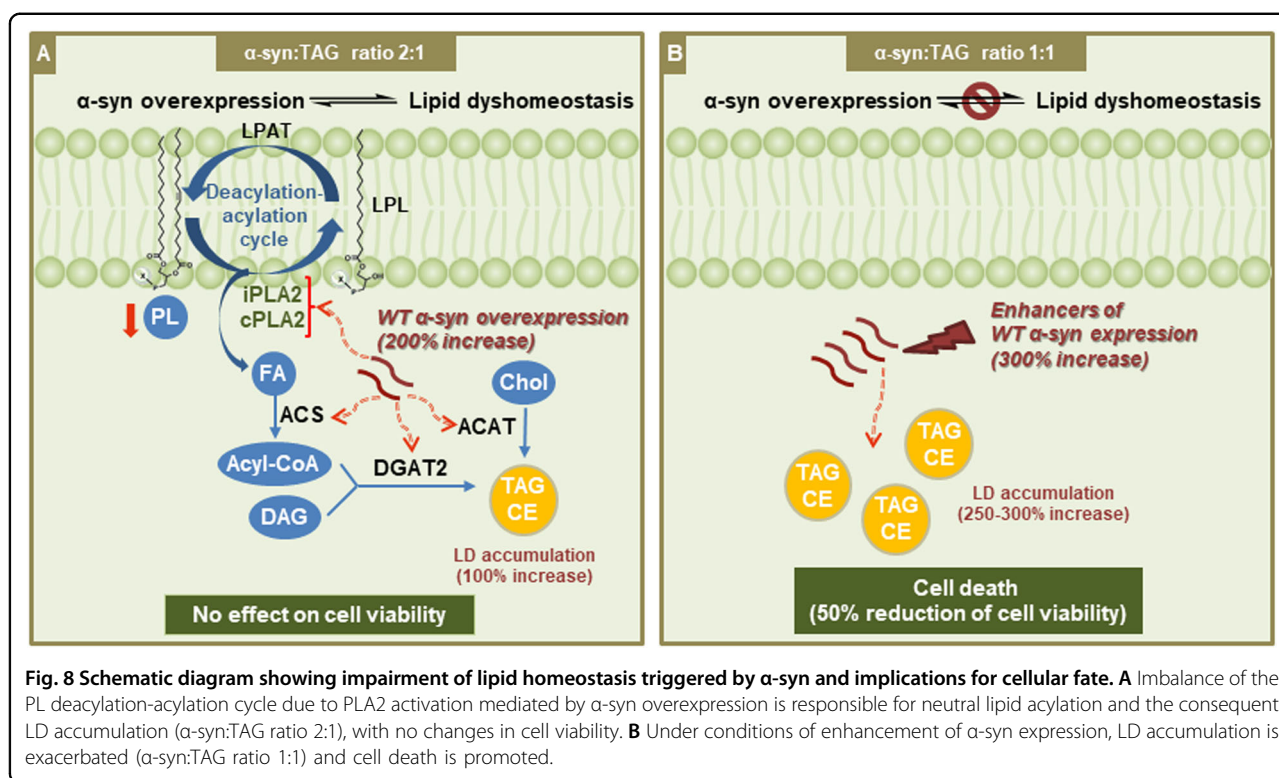 A
α-syn:TAG ratio 2:1
α-syn overexpression
Lipid dyshomeostasis
LPAT
Deacylation-
acylation
cycle
LPL
O
O
O
O
X
P
X
P
O
O
OH
iPLA2
cPLA2
PL
WT α-syn overexpression
(200% increase)
FA
Chol
ACS
ACAT
Acyl-CoA
DGAT2
DAG
TAG
CE
LD accumulation
(100% increase)
No effect on cell viability
B
α-syn:TAG ratio 1:1
α-syn overexpression
Lipid dyshomeostasis
Enhancers of
WT α-syn expression
(300% increase)
TAG
CE
TAG
CE
TAG
CE
LD accumulation
(250-300% increase)
Cell death
(50% reduction of cell viability)
Fig. 8 Schematic diagram showing impairment of lipid homeostasis triggered by α-syn and implications for cellular fate. A Imbalance of the
PL deacylation-acylation cycle due to PLA2 activation mediated by α-syn overexpression is responsible for neutral lipid acylation and the consequent
LD accumulation (α-syn:TAG ratio 2:1), with no changes in cell viability. B Under conditions of enhancement of α-syn expression, LD accumulation is
exacerbated (α-syn:TAG ratio 1:1) and cell death is promoted.